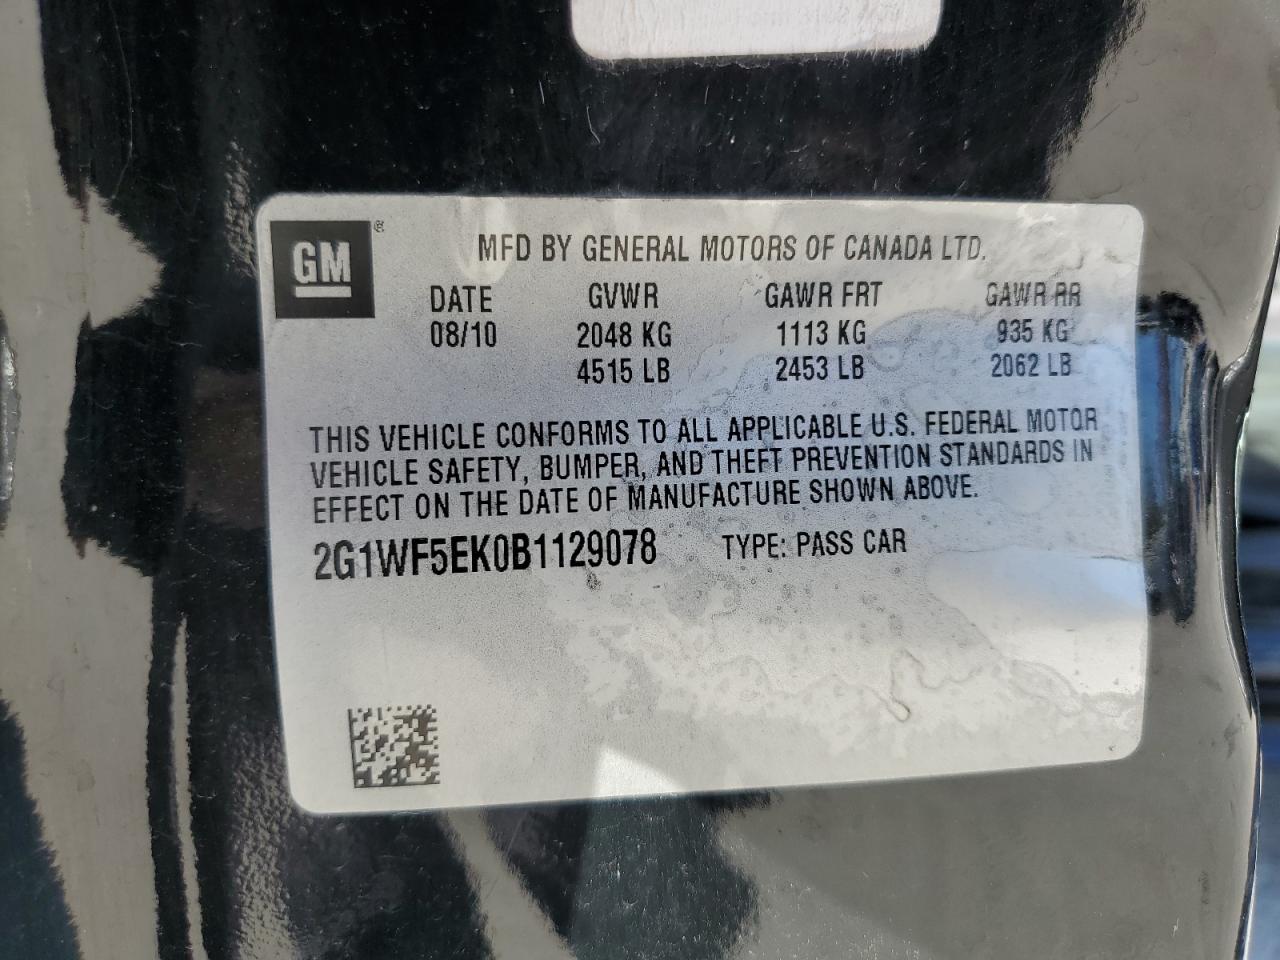 GM ® MFD BY GENERAL MOTORS OF CANADA LTD.
DATE GVWR GAWR FRT GAWR RR
08/10 2048 KG 1113 KG 935 KG
4515 LB 2453 LB 2062 LB
THIS VEHICLE CONFORMS TO ALL APPLICABLE U.S. FEDERAL MOTOR
VEHICLE SAFETY, BUMPER, AND THEFT PREVENTION STANDARDS IN
EFFECT ON THE DATE OF MANUFACTURE SHOWN ABOVE.
2G1WF5EK0B1129078 TYPE: PASS CAR